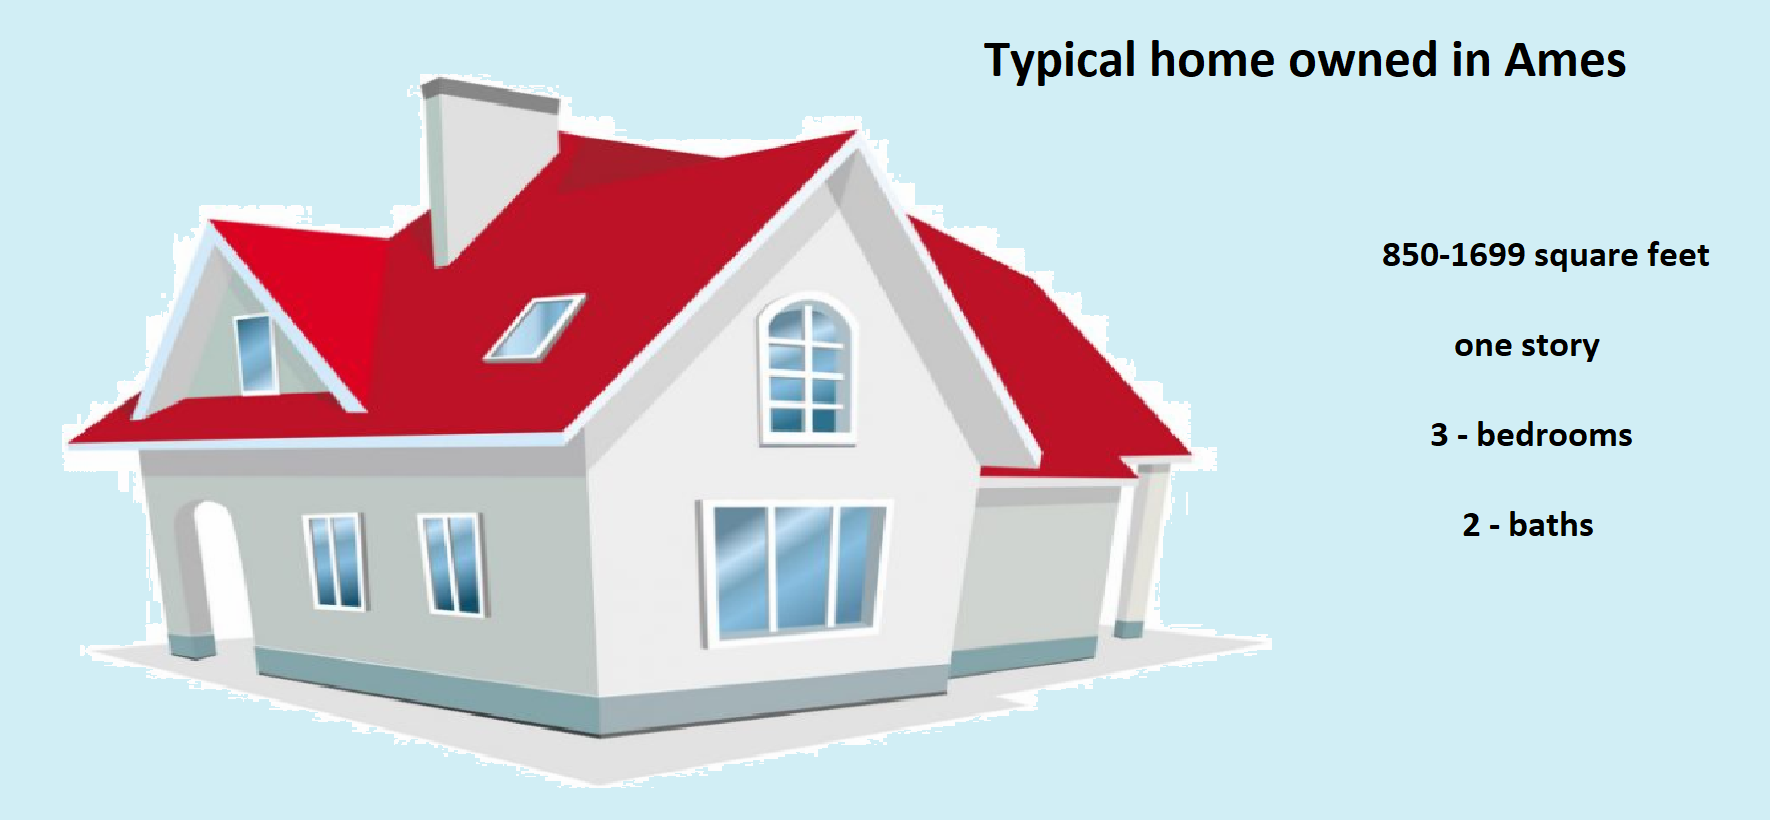 Typical home owned in Ames
850-1699 square feet
one story
3 - bedrooms
2 - baths